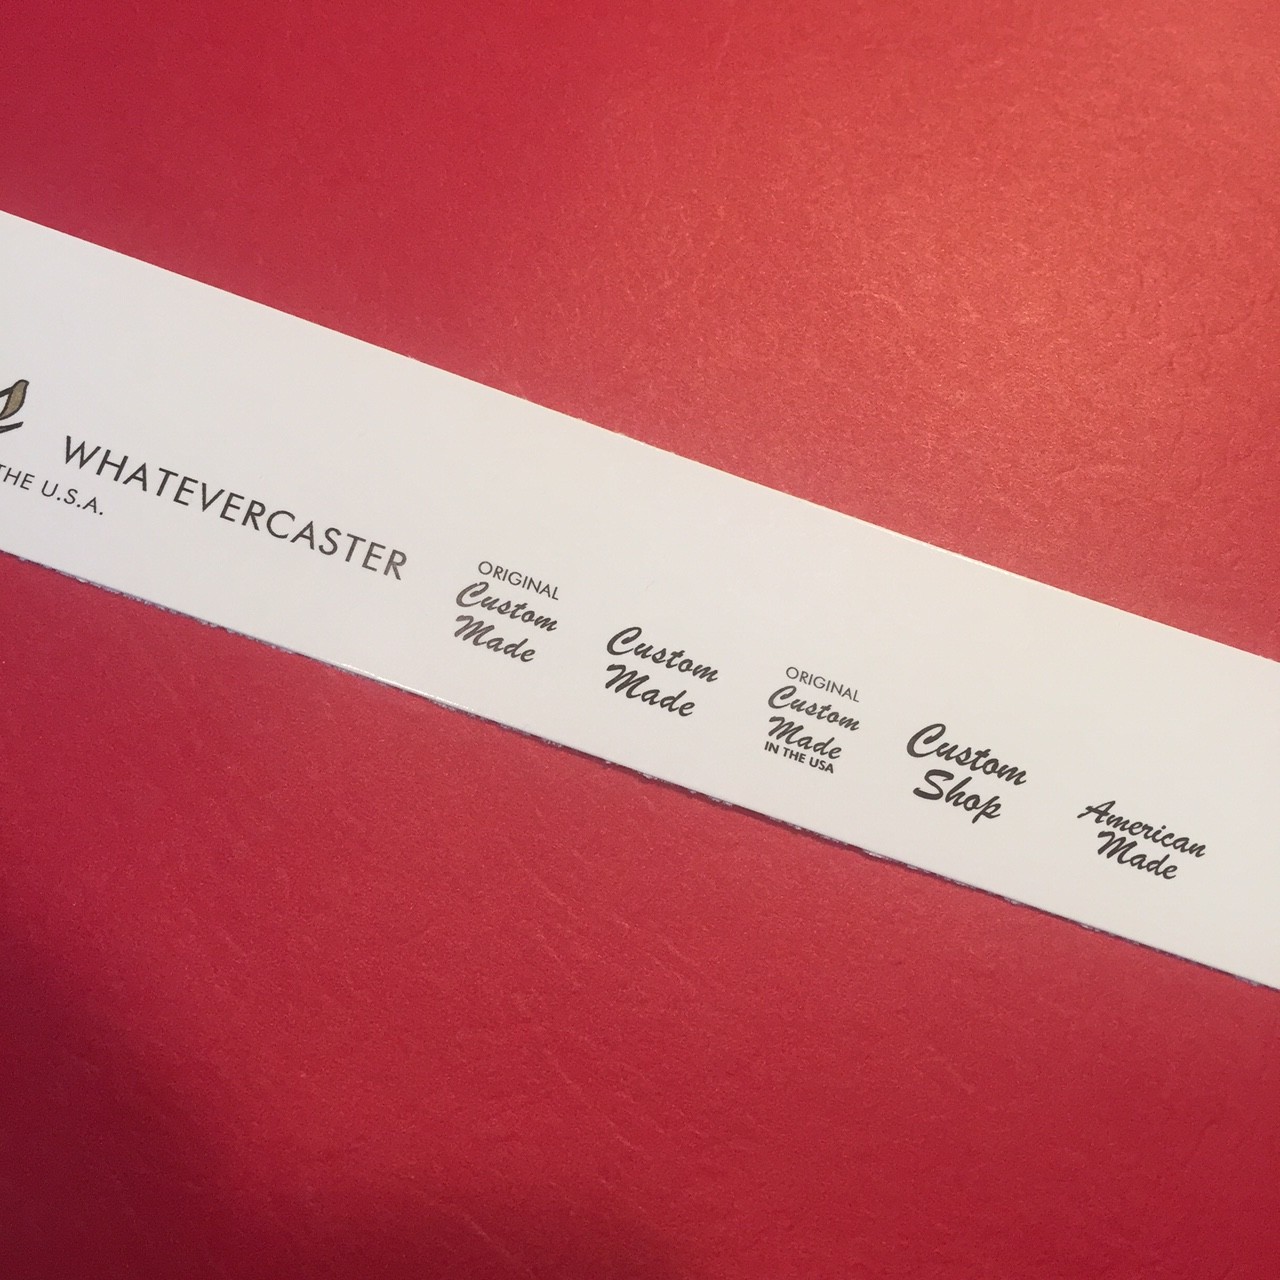 WHATEVERCASTER
THE U.S.A.
ORIGINAL
Custom
Made
Custom
Made
ORIGINAL
Custom
Made
IN THE USA
Custom
Shop
American
Made